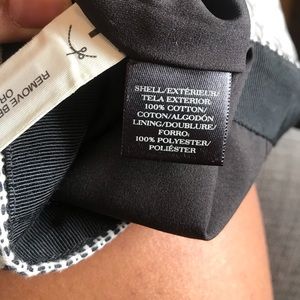 REMOVE BE
OR
SHELL/EXTÉRIEUR/
TELA EXTERIOR
100% COTTON/
COTON/ALGODÓN
LINING/DOUBLURE/
FORRO:
100% POLYESTER/
POLIÉSTER